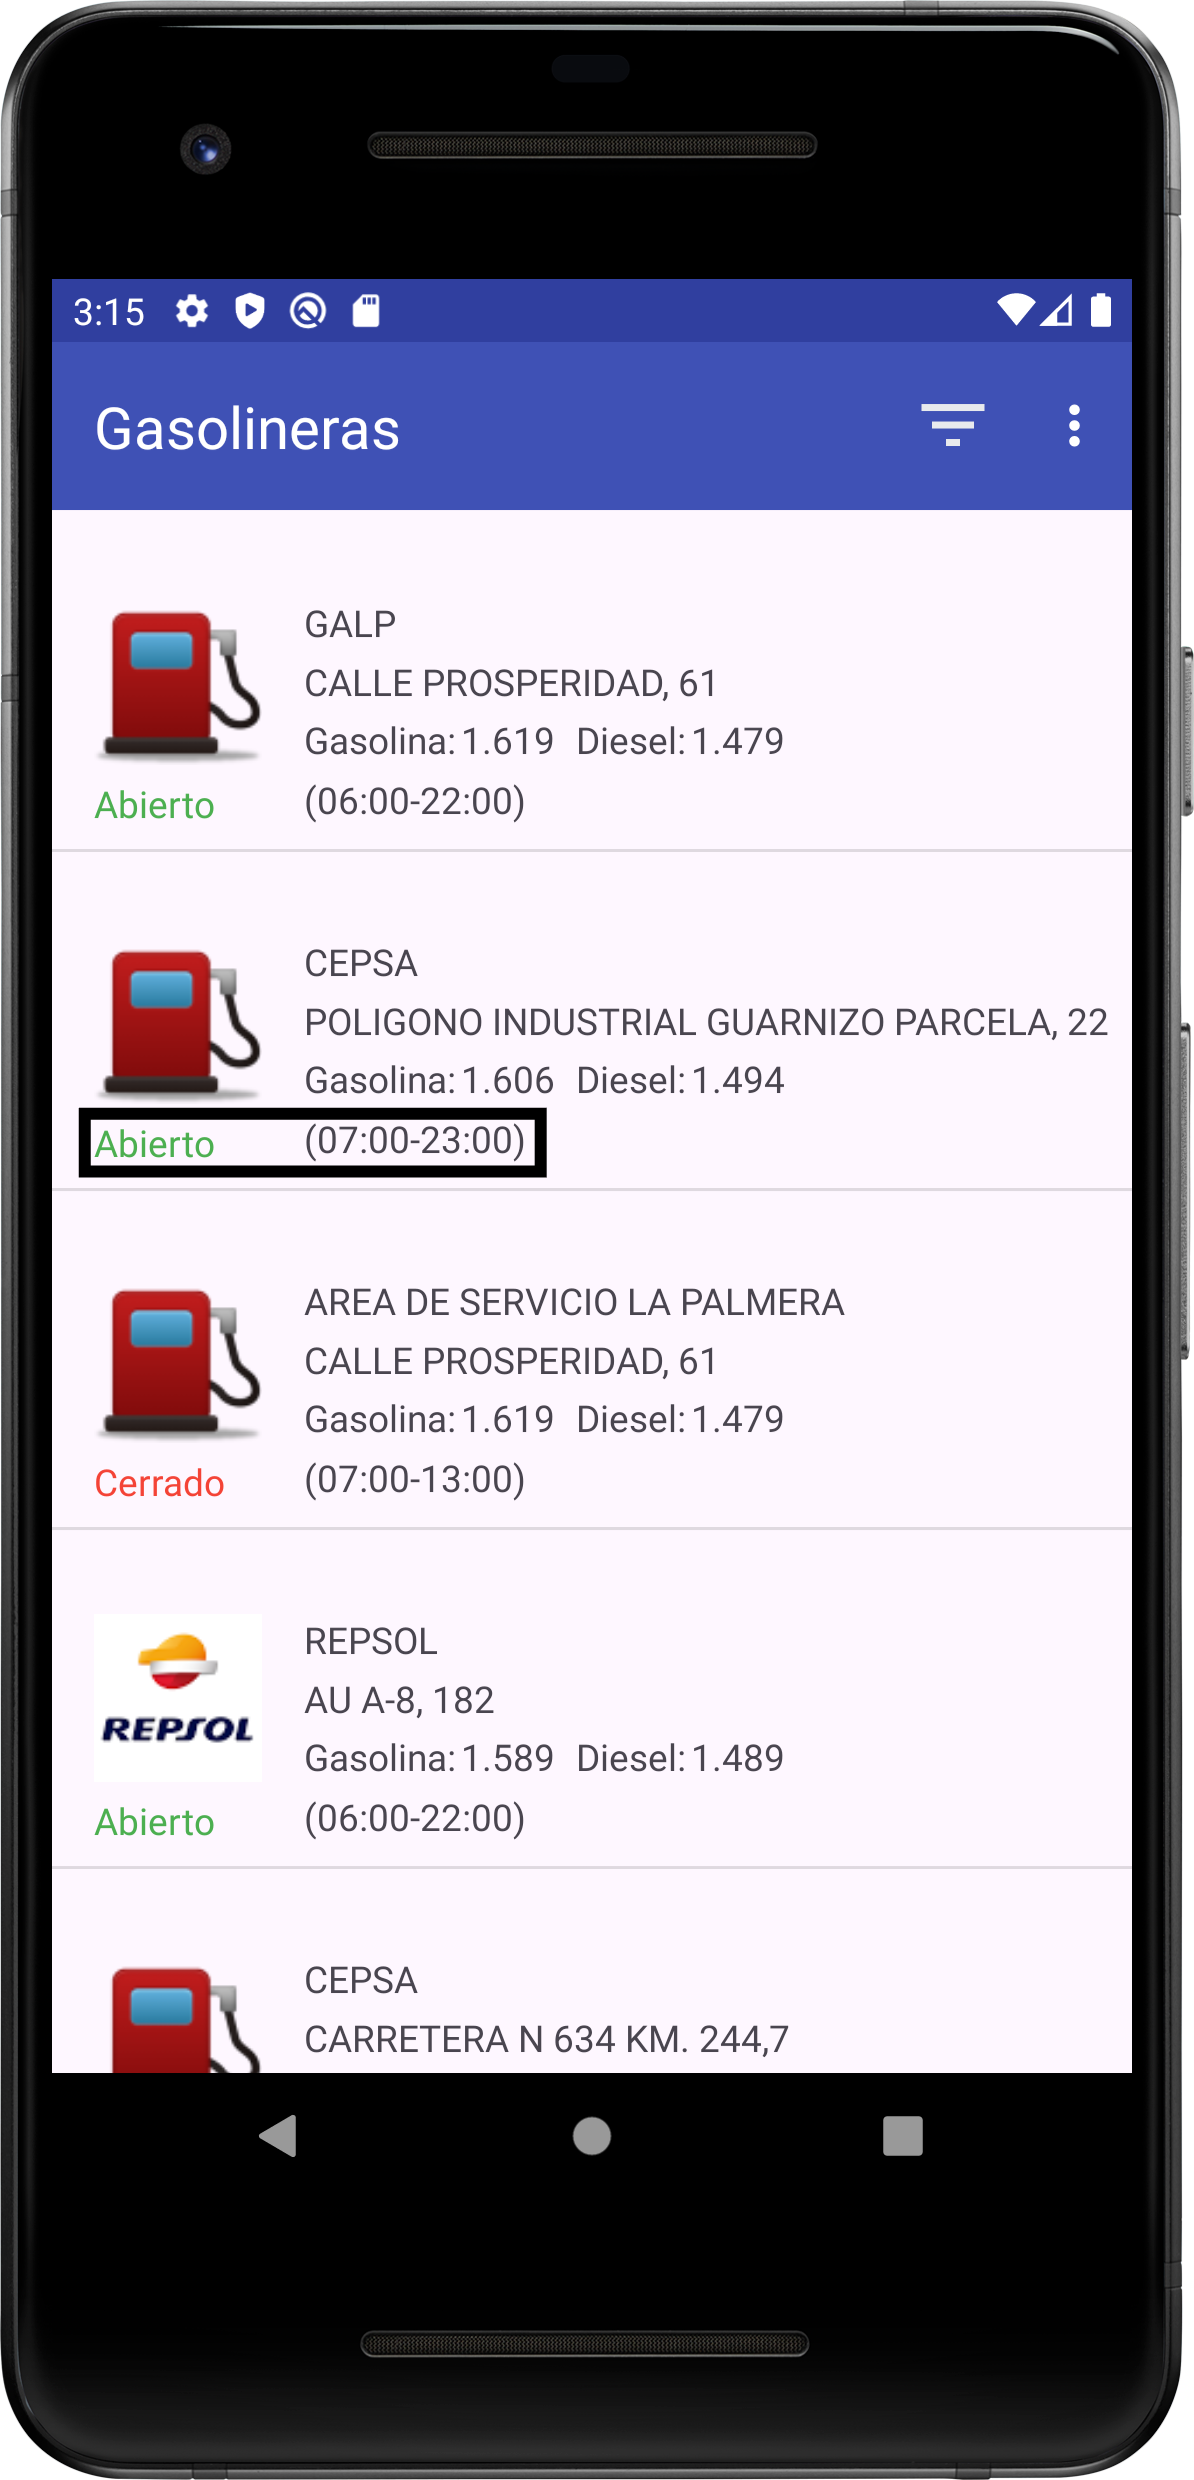 3:15
Gasolineras
GALP
CALLE PROSPERIDAD, 61
Gasolina: 1.619 Diesel: 1.479
Abierto (06:00-22:00)
CEPSA
POLIGONO INDUSTRIAL GUARNIZO PARCELA, 22
Gasolina: 1.606 Diesel: 1.494
Abierto (07:00-23:00)
AREA DE SERVICIO LA PALMERA
CALLE PROSPERIDAD, 61
Gasolina: 1.619 Diesel: 1.479
Cerrado (07:00-13:00)
REPSOL
REPSOL
AU A-8, 182
Gasolina: 1.589 Diesel: 1.489
Abierto (06:00-22:00)
CEPSA
CARRETERA N 634 KM. 244,7